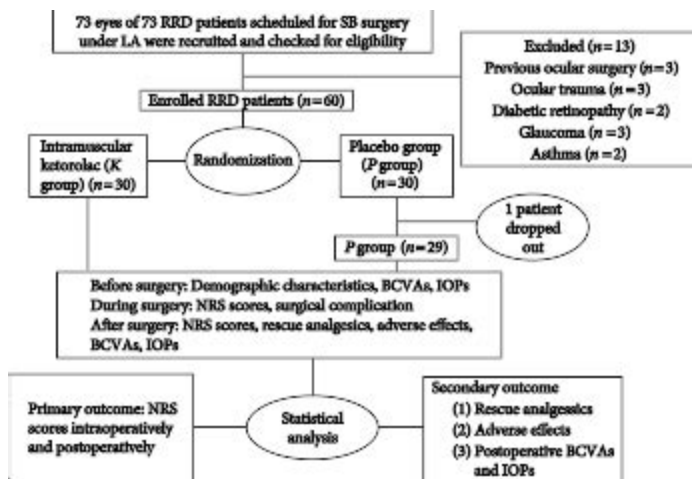 73 eyes of 73 RRD patients scheduled for SB surgery
under LA were recruited and checked for eligibility
Excluded (n=13)
Previous ocular surgery (n=3)
Ocular trauma (n=3)
Diabetic retinopathy (n=2)
Glaucoma (n=3)
Asthma (n=2)
Enrolled RRD patients (n=60)
Intramuscular
ketorolac (K
group) (n=30)
Randomization
Placebo group
(P group)
(n=30)
1 patient
dropped
out
P group (n=29)
Before surgery: Demographic characteristics, BCVAs, IOPs
During surgery: NRS scores, surgical complication
After surgery: NRS scores, rescue analgesics, adverse effects,
BCVAs, IOPs
Primary outcome: NRS
scores intraoperatively
and postoperatively
Statistical
analysis
Secondary outcome
(1) Rescue analgessics
(2) Adverse effects
(3) Postoperative BCVAs
and IOPs